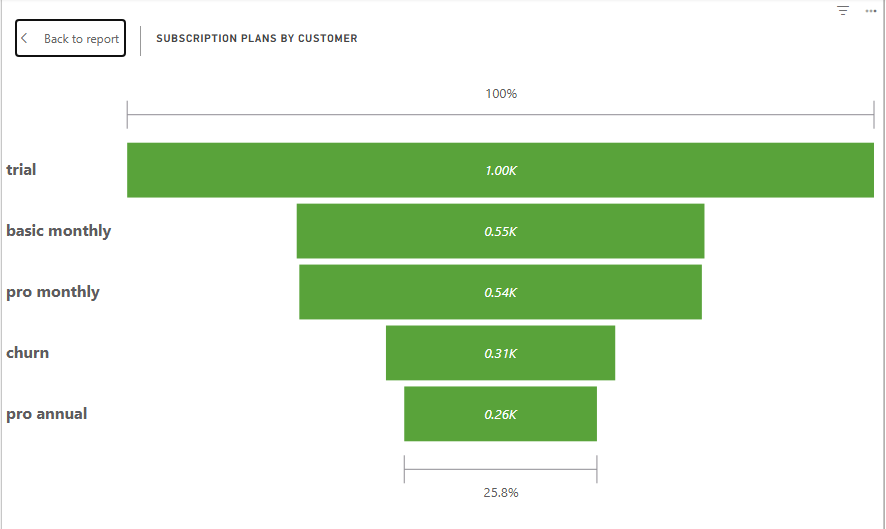 Back to report
SUBSCRIPTION PLANS BY CUSTOMER
100%
trial 1.00K
basic monthly 0.55K
pro monthly 0.54K
churn 0.31K
pro annual 0.26K
25.8%